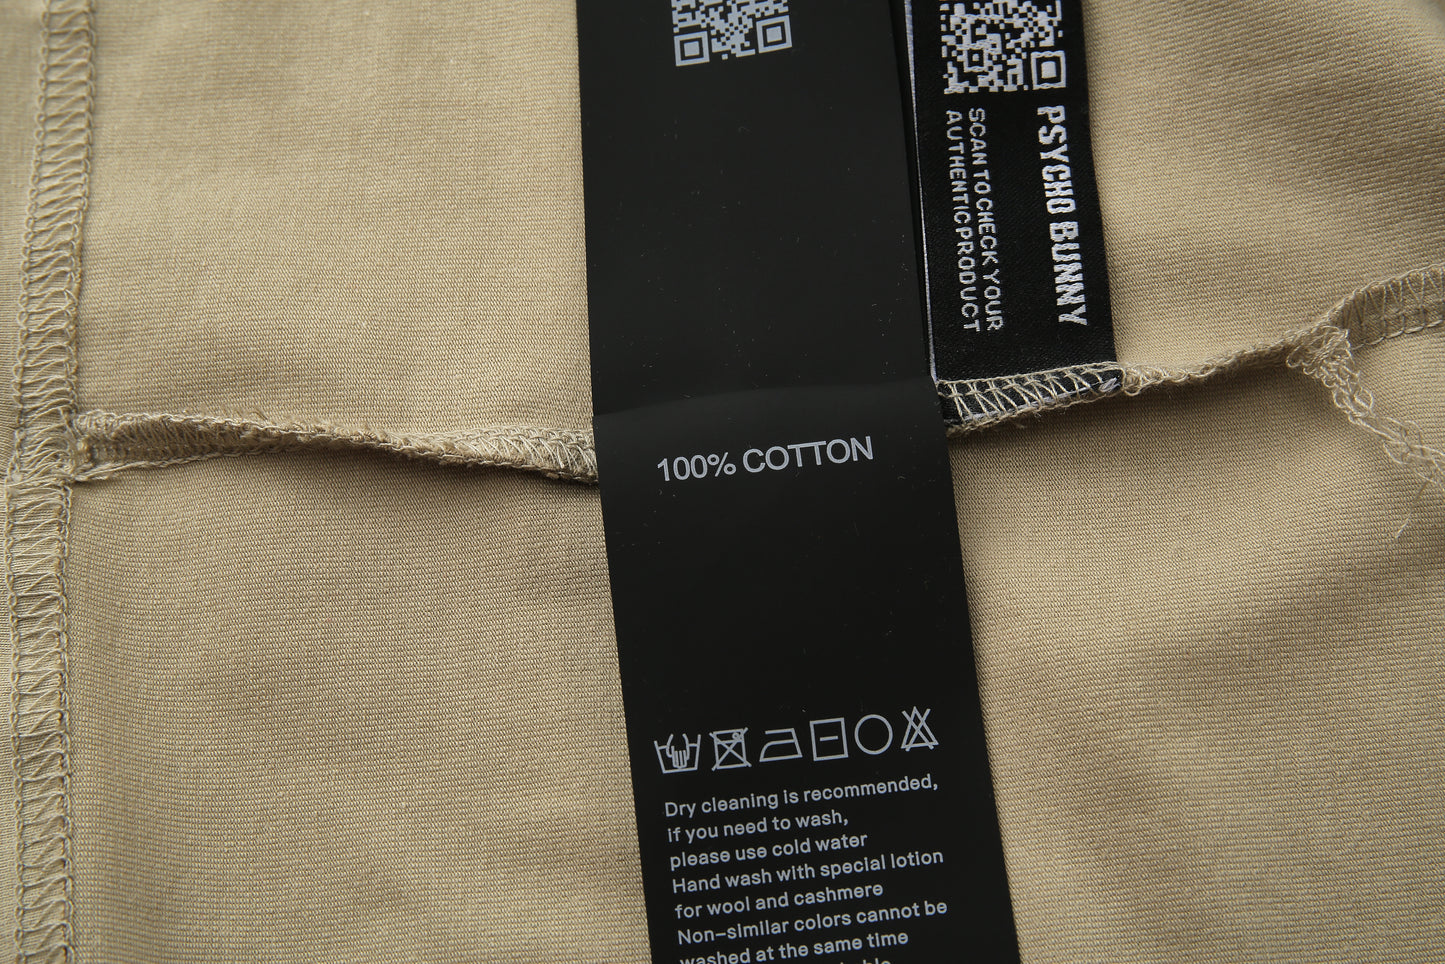 PSYCHO BUNNY
SCAN TO CHECK YOUR
AUTHENTIC PRODUCT
100% COTTON
Dry cleaning is recommended,
if you need to wash,
please use cold water
Hand wash with special lotion
for wool and cashmere
Non-similar colors cannot be
washed at the same time